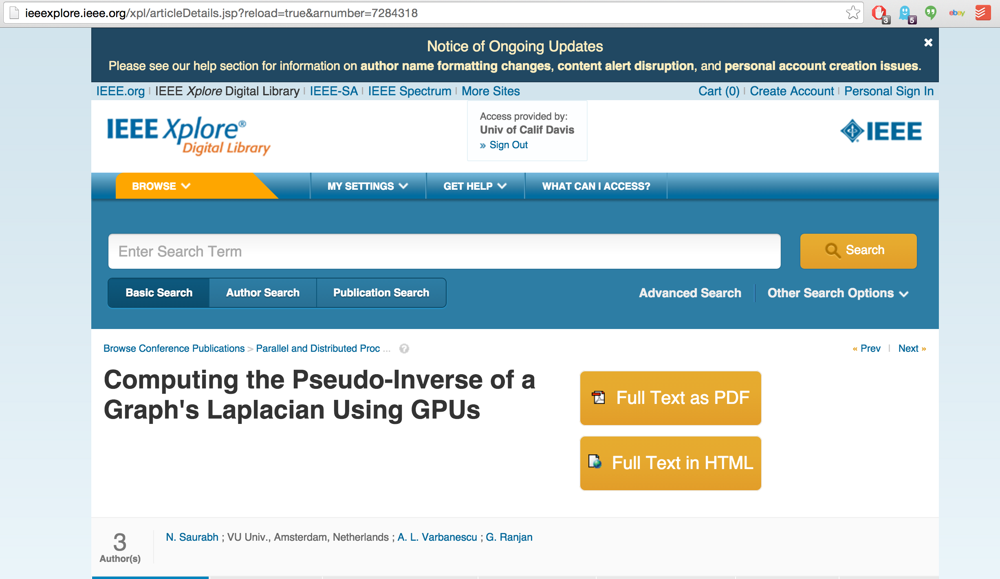 ieeexplore.ieee.org/xpl/articleDetails.jsp?reload=true&arnumber=7284318
3
5
ebay
Notice of Ongoing Updates
Please see our help section for information on author name formatting changes, content alert disruption, and personal account creation issues.
IEEE.org | IEEE Xplore Digital Library | IEEE-SA | IEEE Spectrum | More Sites
Cart (0) | Create Account | Personal Sign In
IEEE Xplore®
Digital Library
Access provided by:
Univ of Calif Davis
» Sign Out
IEEE
BROWSE
MY SETTINGS
GET HELP
WHAT CAN I ACCESS?
Enter Search Term
Search
Basic Search
Author Search
Publication Search
Advanced Search
Other Search Options
Browse Conference Publications > Parallel and Distributed Proc ... ?
« Prev | Next »
Computing the Pseudo-Inverse of a
Graph's Laplacian Using GPUs
Full Text as PDF
Full Text in HTML
3
Author(s)
N. Saurabh ; VU Univ., Amsterdam, Netherlands ; A. L. Varbanescu ; G. Ranjan